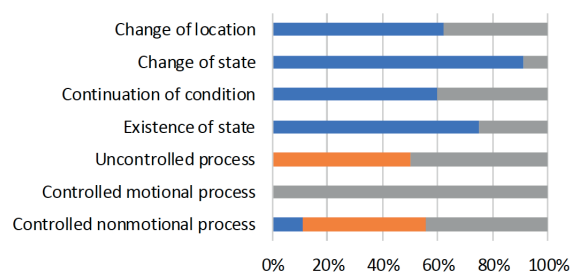 Change of location
Change of state
Continuation of condition
Existence of state
Uncontrolled process
Controlled motional process
Controlled nonmotional process
0% 20% 40% 60% 80% 100%